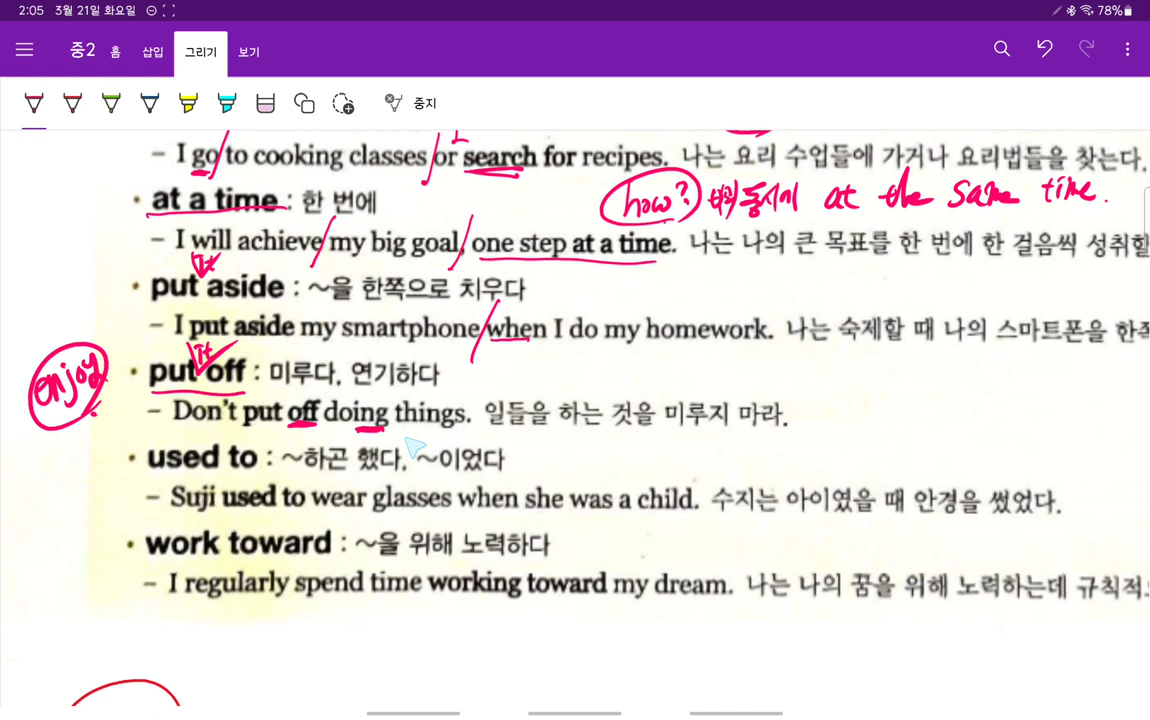 2:05 3월 21일 화요일 78%
중2 홈 삽입 그리기 보기
중지
– I go to cooking classes or search for recipes. 나는 요리 수업들에 가거나 요리법들을 찾는다.
• at a time : 한 번에
how? 동시에 at the same time.
– I will achieve my big goal, one step at a time. 나는 나의 큰 목표를 한 번에 한 걸음씩 성취할
It
• put aside : ~을 한쪽으로 치우다
– I put aside my smartphone when I do my homework. 나는 숙제할 때 나의 스마트폰을 한쪽
It
enjoy
• put off : 미루다, 연기하다
– Don't put off doing things. 일들을 하는 것을 미루지 마라.
• used to : ~하곤 했다, ~이었다
– Suji used to wear glasses when she was a child. 수지는 아이였을 때 안경을 썼었다.
• work toward : ~을 위해 노력하다
– I regularly spend time working toward my dream. 나는 나의 꿈을 위해 노력하는데 규칙적